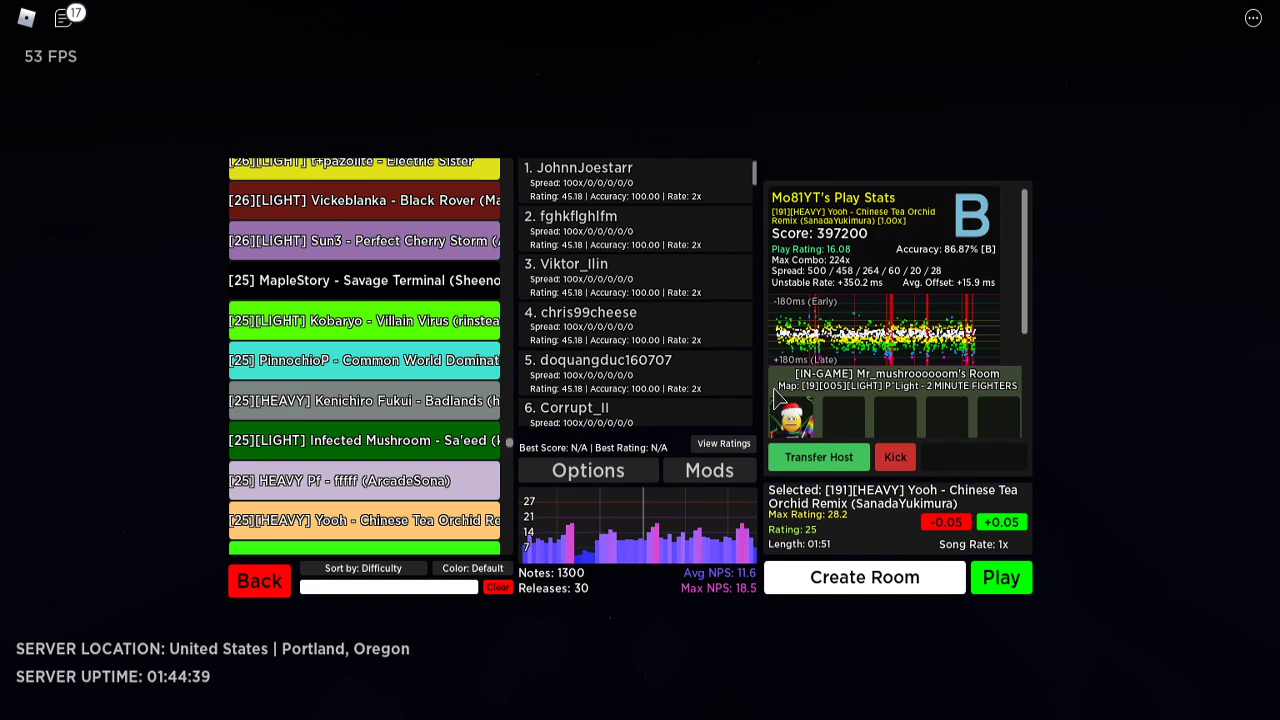 17
53 FPS
[26][LIGHT] t+pazolite - Electric Sister
[26][LIGHT] Vickeblanka - Black Rover (Ma
[26][LIGHT] Sun3 - Perfect Cherry Storm (
[25] MapleStory - Savage Terminal (Sheeno
[25][LIGHT] Kobaryo - Villain Virus (rinstea
[25] PinnochioP - Common World Dominat
[25][HEAVY] Kenichiro Fukui - Badlands (h
[25][LIGHT] Infected Mushroom - Sa'eed (k
[25] HEAVY Pf - fffff (ArcadeSona)
[25][HEAVY] Yooh - Chinese Tea Orchid Re
Back
Sort by: Difficulty
Color: Default
Clear
1. JohnnJoestarr
Spread: 100x/0/0/0/0/0
Rating: 45.18 | Accuracy: 100.00 | Rate: 2x
2. fghkflghlfm
Spread: 100x/0/0/0/0/0
Rating: 45.18 | Accuracy: 100.00 | Rate: 2x
3. Viktor_Ilin
Spread: 100x/0/0/0/0/0
Rating: 45.18 | Accuracy: 100.00 | Rate: 2x
4. chris99cheese
Spread: 100x/0/0/0/0/0
Rating: 45.18 | Accuracy: 100.00 | Rate: 2x
5. doquangduc160707
Spread: 100x/0/0/0/0/0
Rating: 45.18 | Accuracy: 100.00 | Rate: 2x
6. Corrupt_II
Spread: 100x/0/0/0/0/0
Best Score: N/A | Best Rating: N/A
View Ratings
Options
Mods
27
21
14
7
Notes: 1300
Avg NPS: 11.6
Releases: 30
Max NPS: 18.5
Mo81YT's Play Stats
[191][HEAVY] Yooh - Chinese Tea Orchid
Remix (SanadaYukimura) [1.00x]
B
Score: 397200
Play Rating: 16.08
Accuracy: 86.87% [B]
Max Combo: 224x
Spread: 500 / 458 / 264 / 60 / 20 / 28
Unstable Rate: +350.2 ms
Avg. Offset: +15.9 ms
-180ms (Early)
+180ms (Late)
[IN-GAME] Mr_mushroooooom's Room
Map: [19][005][LIGHT] P*Light - 2 MINUTE FIGHTERS
Transfer Host
Kick
Selected: [191][HEAVY] Yooh - Chinese Tea
Orchid Remix (SanadaYukimura)
Max Rating: 28.2
Rating: 25
-0.05
+0.05
Length: 01:51
Song Rate: 1x
Create Room
Play
SERVER LOCATION: United States | Portland, Oregon
SERVER UPTIME: 01:44:39